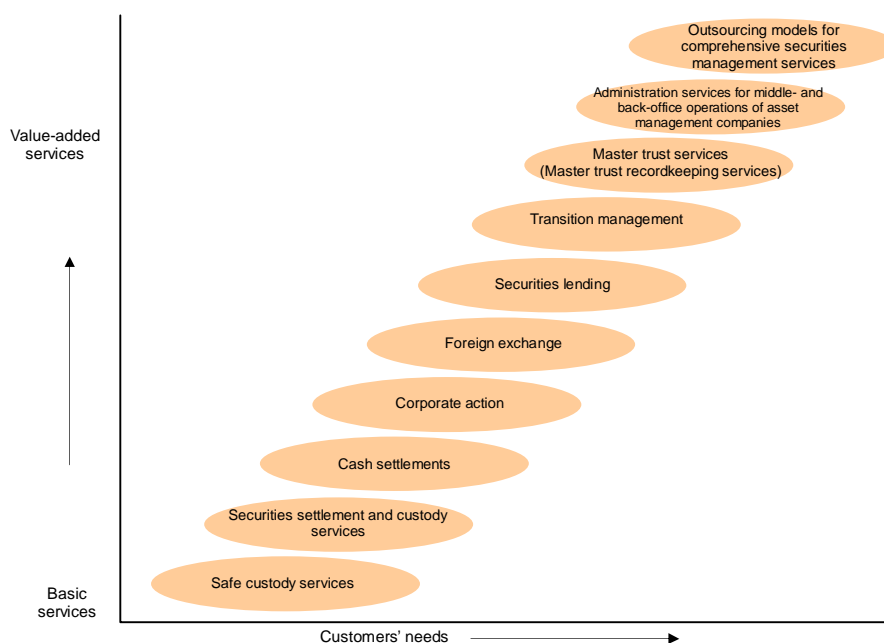 Outsourcing models for
comprehensive securities
management services
Administration services for middle- and
back-office operations of asset
management companies
Value-added
services
Master trust services
(Master trust recordkeeping services)
Transition management
Securities lending
Foreign exchange
Corporate action
Cash settlements
Securities settlement and custody
services
Safe custody services
Basic
services
Customers' needs